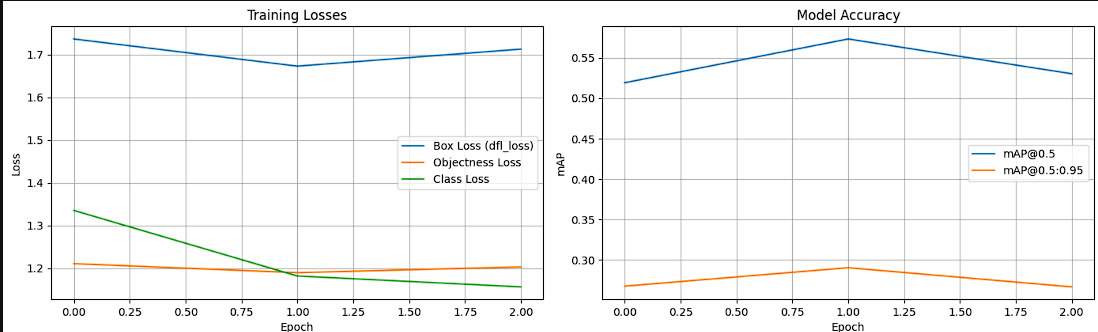 Training Losses
1.7
1.6
1.5
1.4
1.3
1.2
Loss
Box Loss (dfl_loss)
Objectness Loss
Class Loss
0.00 0.25 0.50 0.75 1.00 1.25 1.50 1.75 2.00
Epoch
Model Accuracy
0.55
0.50
0.45
0.40
0.35
0.30
mAP
mAP@0.5
mAP@0.5:0.95
0.00 0.25 0.50 0.75 1.00 1.25 1.50 1.75 2.00
Epoch